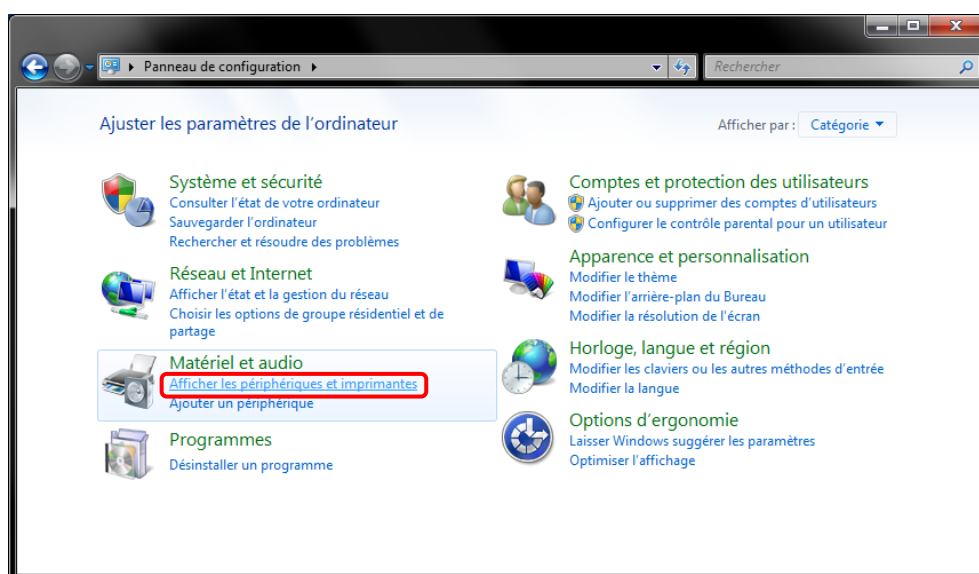 Panneau de configuration
Rechercher
Ajuster les paramètres de l'ordinateur
Afficher par : Catégorie
Système et sécurité
Consulter l'état de votre ordinateur
Sauvegarder l'ordinateur
Rechercher et résoudre des problèmes
Réseau et Internet
Afficher l'état et la gestion du réseau
Choisir les options de groupe résidentiel et de
partage
Matériel et audio
Afficher les périphériques et imprimantes
Ajouter un périphérique
Programmes
Désinstaller un programme
Comptes et protection des utilisateurs
Ajouter ou supprimer des comptes d'utilisateurs
Configurer le contrôle parental pour un utilisateur
Apparence et personnalisation
Modifier le thème
Modifier l'arrière-plan du Bureau
Modifier la résolution de l'écran
Horloge, langue et région
Modifier les claviers ou les autres méthodes d'entrée
Modifier la langue
Options d'ergonomie
Laisser Windows suggérer les paramètres
Optimiser l'affichage